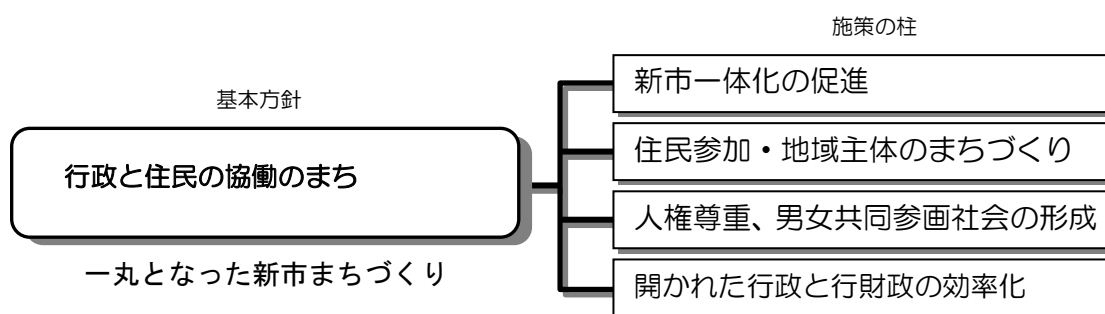 施策の柱
基本方針
行政と住民の協働のまち
一丸となった新市まちづくり
新市一体化の促進
住民参加・地域主体のまちづくり
人権尊重、男女共同参画社会の形成
開かれた行政と行財政の効率化